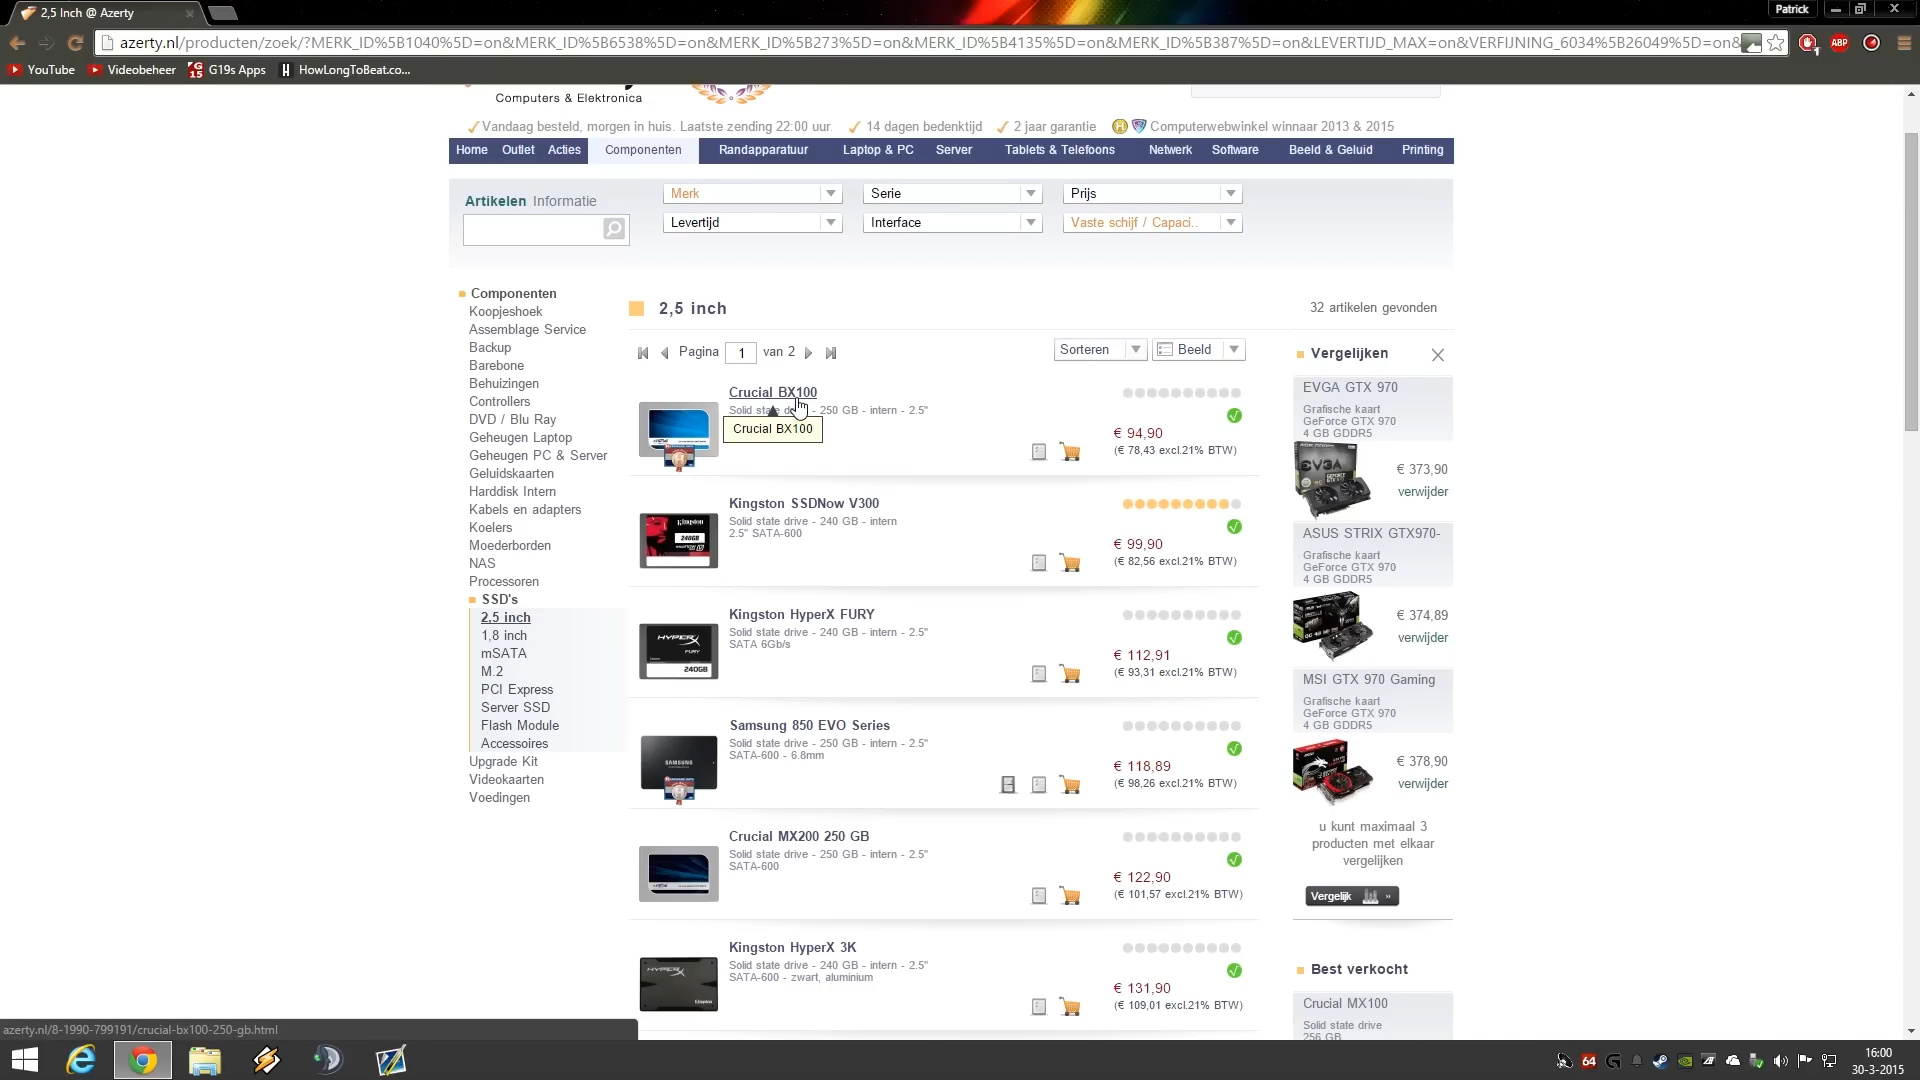 2,5 Inch @ Azerty
Patrick
azerty.nl/producten/zoek/?MERK_ID%5B1040%5D=on&MERK_ID%5B6538%5D=on&MERK_ID%5B273%5D=on&MERK_ID%5B4135%5D=on&MERK_ID%5B387%5D=on&LEVERTIJD_MAX=on&VERFIJNING_6034%5B26049%5D=on&
ABP
YouTube Videobeheer G19s Apps HowLongToBeat.co...
Computers & Elektronica
Vandaag besteld, morgen in huis. Laatste zending 22:00 uur. 14 dagen bedenktijd 2 jaar garantie Computerwebwinkel winnaar 2013 & 2015
Home Outlet Acties Componenten Randapparatuur Laptop & PC Server Tablets & Telefoons Netwerk Software Beeld & Geluid Printing
Artikelen Informatie
Merk Serie Prijs
Levertijd Interface Vaste schijf / Capaci..
Componenten
Koopjeshoek
Assemblage Service
Backup
Barebone
Behuizingen
Controllers
DVD / Blu Ray
Geheugen Laptop
Geheugen PC & Server
Geluidskaarten
Harddisk Intern
Kabels en adapters
Koelers
Moederborden
NAS
Processoren
SSD's
2,5 inch
1,8 inch
mSATA
M.2
PCI Express
Server SSD
Flash Module
Accessoires
Upgrade Kit
Videokaarten
Voedingen
2,5 inch
32 artikelen gevonden
Pagina 1 van 2
Sorteren Beeld
Crucial BX100
Solid state - 250 GB - intern - 2.5"
Crucial BX100
€ 94,90
(€ 78,43 excl.21% BTW)
Kingston SSDNow V300
Solid state drive - 240 GB - intern
2.5" SATA-600
€ 99,90
(€ 82,56 excl.21% BTW)
Kingston HyperX FURY
Solid state drive - 240 GB - intern - 2.5"
SATA 6Gb/s
€ 112,91
(€ 93,31 excl.21% BTW)
Samsung 850 EVO Series
Solid state drive - 250 GB - intern - 2.5"
SATA-600 - 6.8mm
€ 118,89
(€ 98,26 excl.21% BTW)
Crucial MX200 250 GB
Solid state drive - 250 GB - intern - 2.5"
SATA-600
€ 122,90
(€ 101,57 excl.21% BTW)
Kingston HyperX 3K
Solid state drive - 240 GB - intern - 2.5"
SATA-600 - zwart, aluminium
€ 131,90
(€ 109,01 excl.21% BTW)
Vergelijken
EVGA GTX 970
Grafische kaart
GeForce GTX 970
4 GB GDDR5
€ 373,90
verwijder
ASUS STRIX GTX970-
Grafische kaart
GeForce GTX 970
4 GB GDDR5
€ 374,89
verwijder
MSI GTX 970 Gaming
Grafische kaart
GeForce GTX 970
4 GB GDDR5
€ 378,90
verwijder
u kunt maximaal 3
producten met elkaar
vergelijken
Vergelijk »
Best verkocht
Crucial MX100
Solid state drive
256 GB
azerty.nl/8-1990-799191/crucial-bx100-250-gb.html
64
16:00
30-3-2015